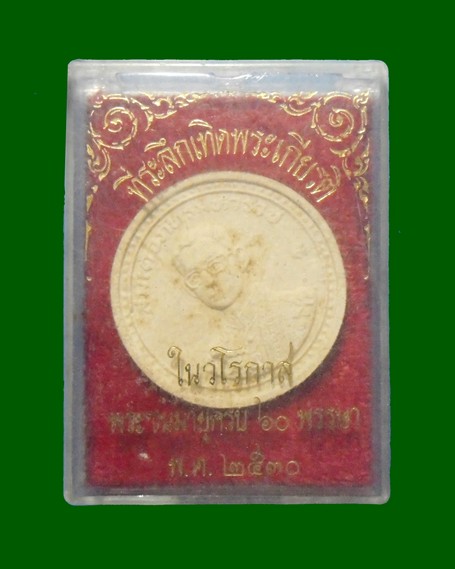 ที่ระลึกเทิดพระเกียรติ
ในวโรกาส
พระชนมายุครบ ๖๐ พรรษา
พ.ศ. ๒๕๓๐